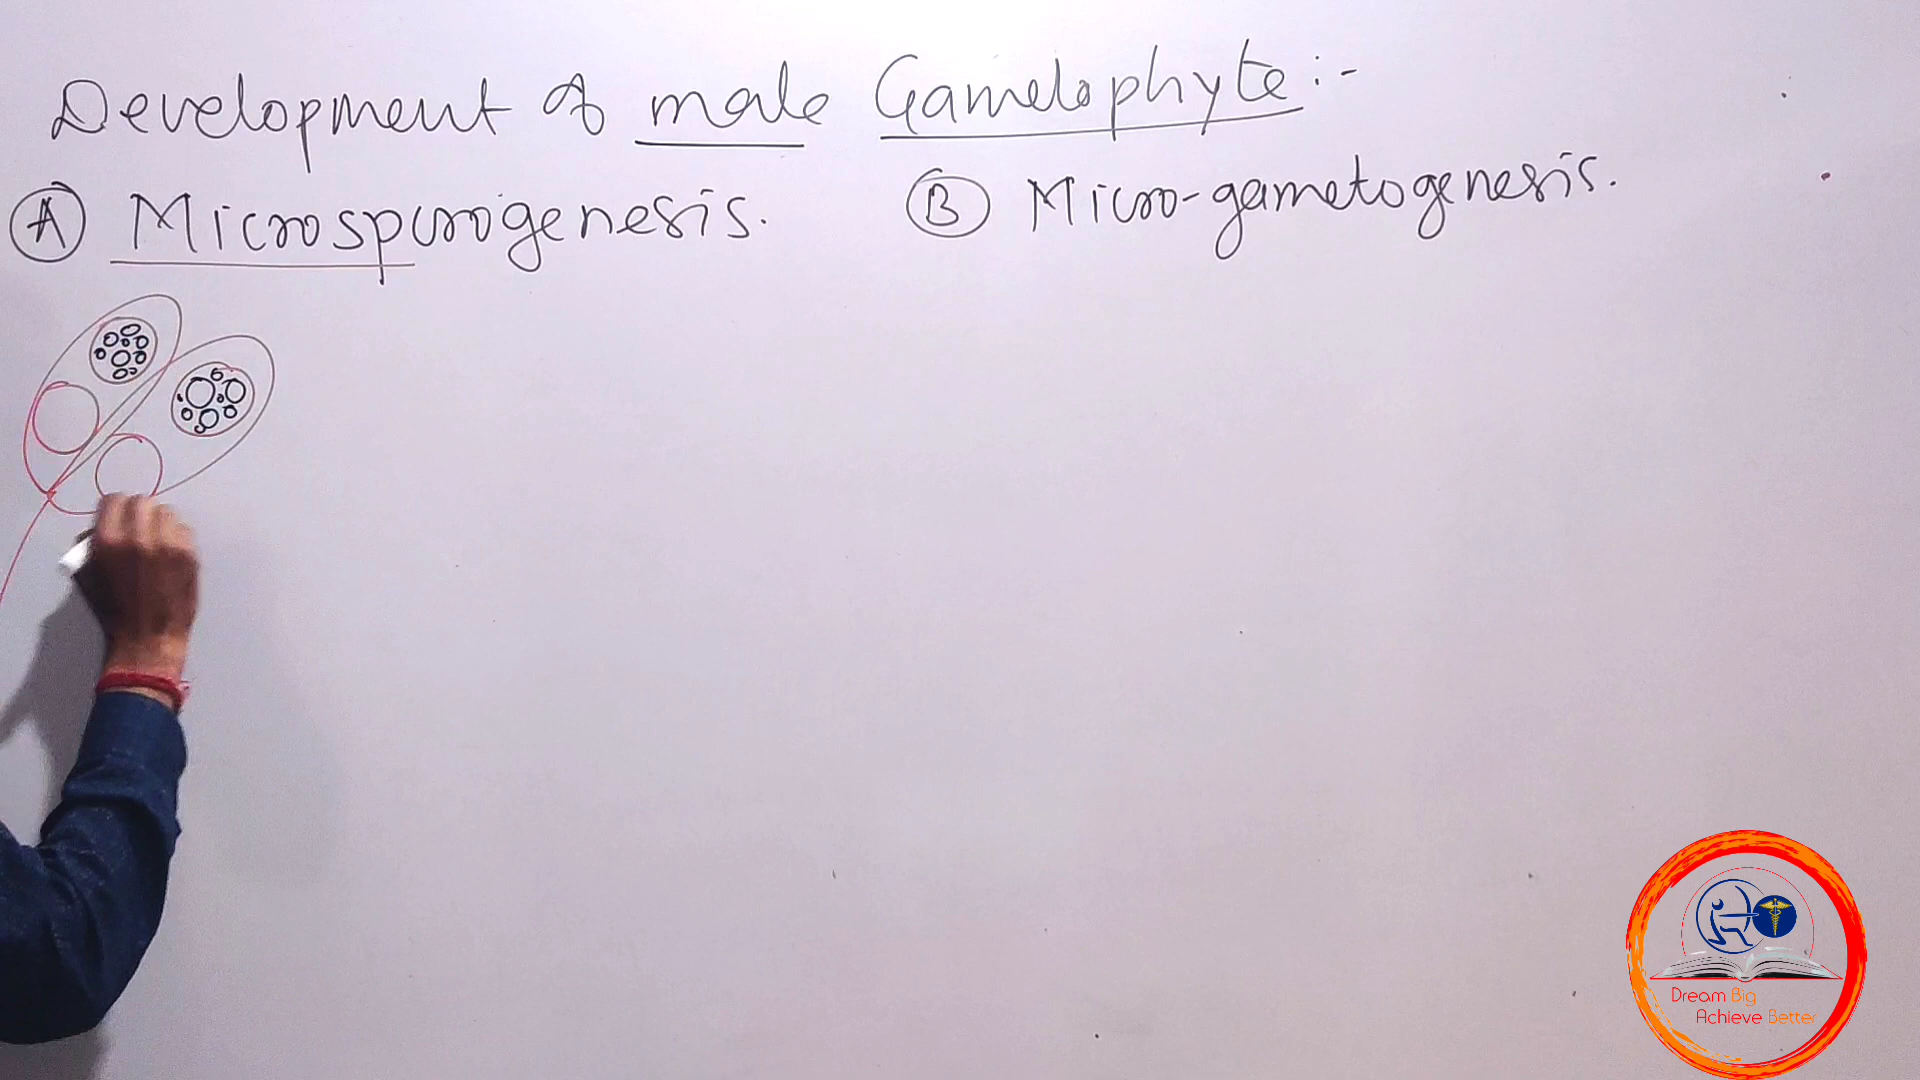 Development of male Gametophyte :-
A Microsporogenesis. B Micro-gametogenesis.
Dream Big
Achieve Better